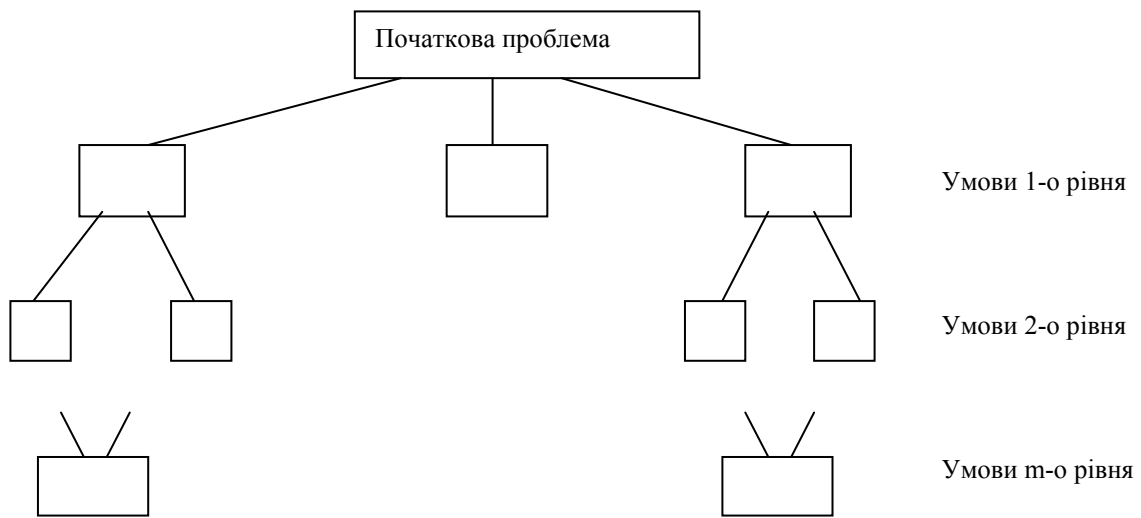 Початкова проблема
Умови 1-о рівня
Умови 2-о рівня
Умови m-о рівня